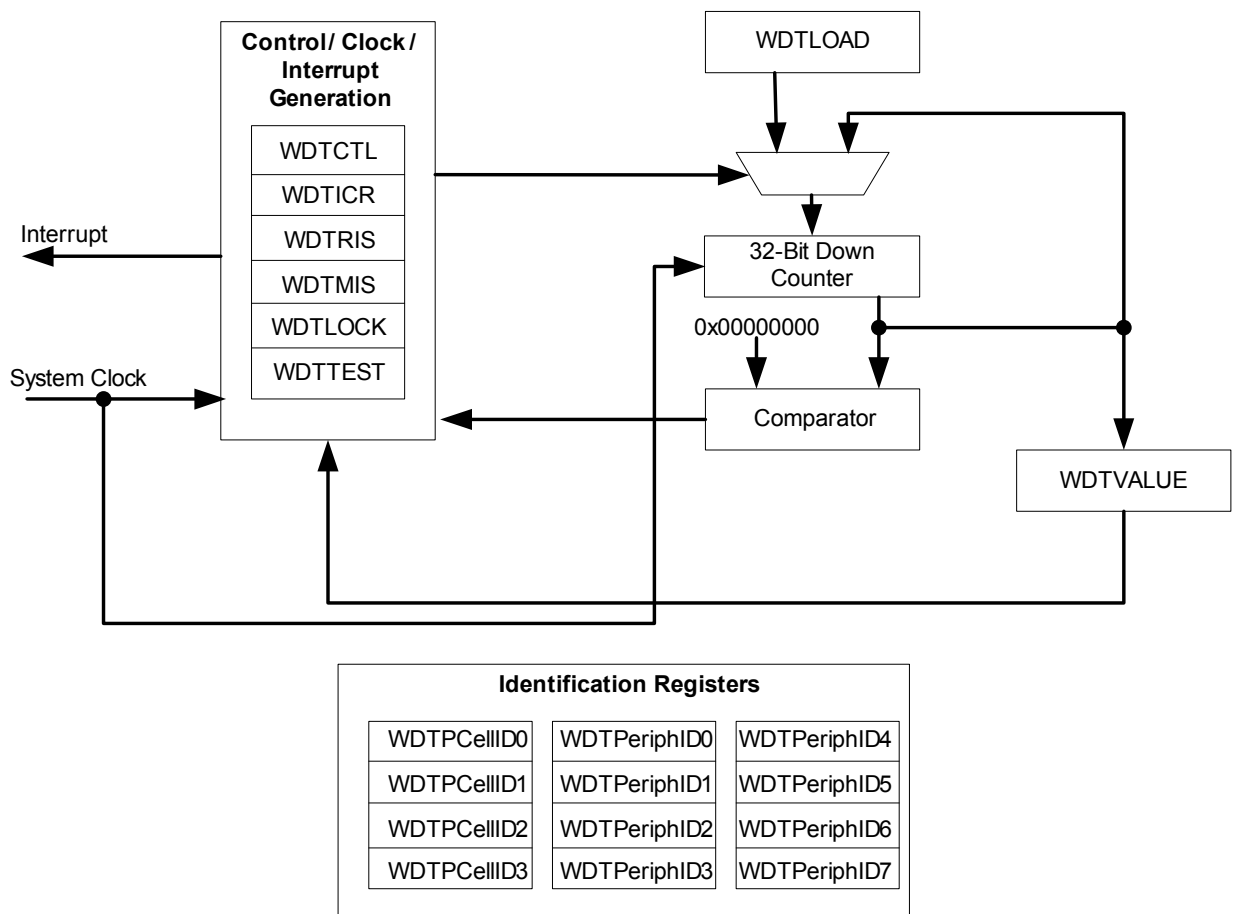 Control/ Clock/
Interrupt
Generation
WDTCTL
WDTICR
WDTRIS
WDTMIS
WDTLOCK
WDTTEST
Interrupt
System Clock
WDTLOAD
32-Bit Down
Counter
0x00000000
Comparator
WDTVALUE
Identification Registers
WDTPCellID0 WDTPeriphID0 WDTPeriphID4
WDTPCellID1 WDTPeriphID1 WDTPeriphID5
WDTPCellID2 WDTPeriphID2 WDTPeriphID6
WDTPCellID3 WDTPeriphID3 WDTPeriphID7